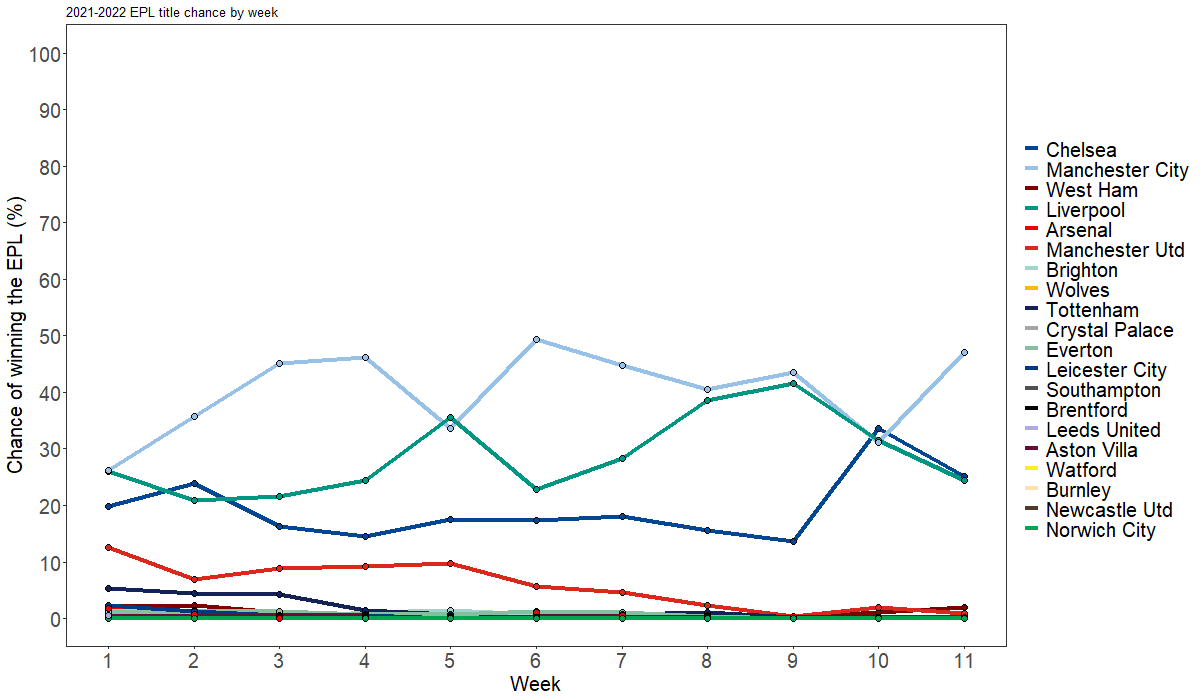 2021-2022 EPL title chance by week
Chance of winning the EPL (%)
100
90
80
70
60
50
40
30
20
10
0
1 2 3 4 5 6 7 8 9 10 11
Week
Chelsea
Manchester City
West Ham
Liverpool
Arsenal
Manchester Utd
Brighton
Wolves
Tottenham
Crystal Palace
Everton
Leicester City
Southampton
Brentford
Leeds United
Aston Villa
Watford
Burnley
Newcastle Utd
Norwich City